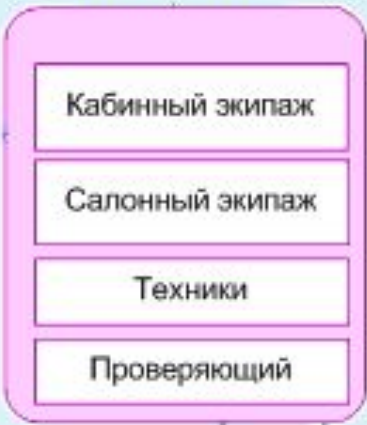 Кабинный экипаж
Салонный экипаж
Техники
Проверяющий